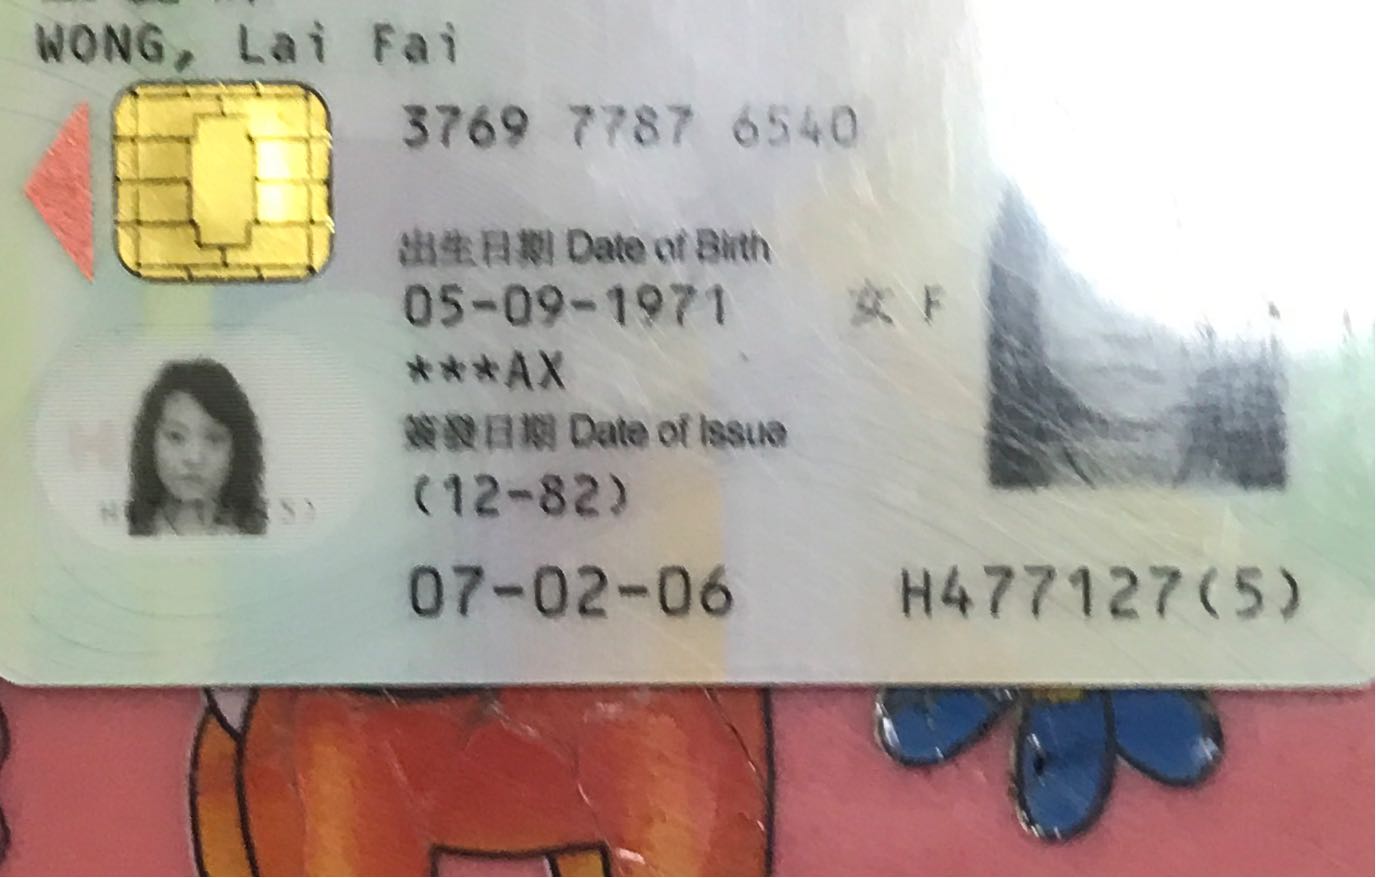 WONG, Lai Fai
3769 7787 6540
出生日期 Date of Birth
05-09-1971 女 F
***AX
簽發日期 Date of Issue
(12-82)
07-02-06 H477127(5)